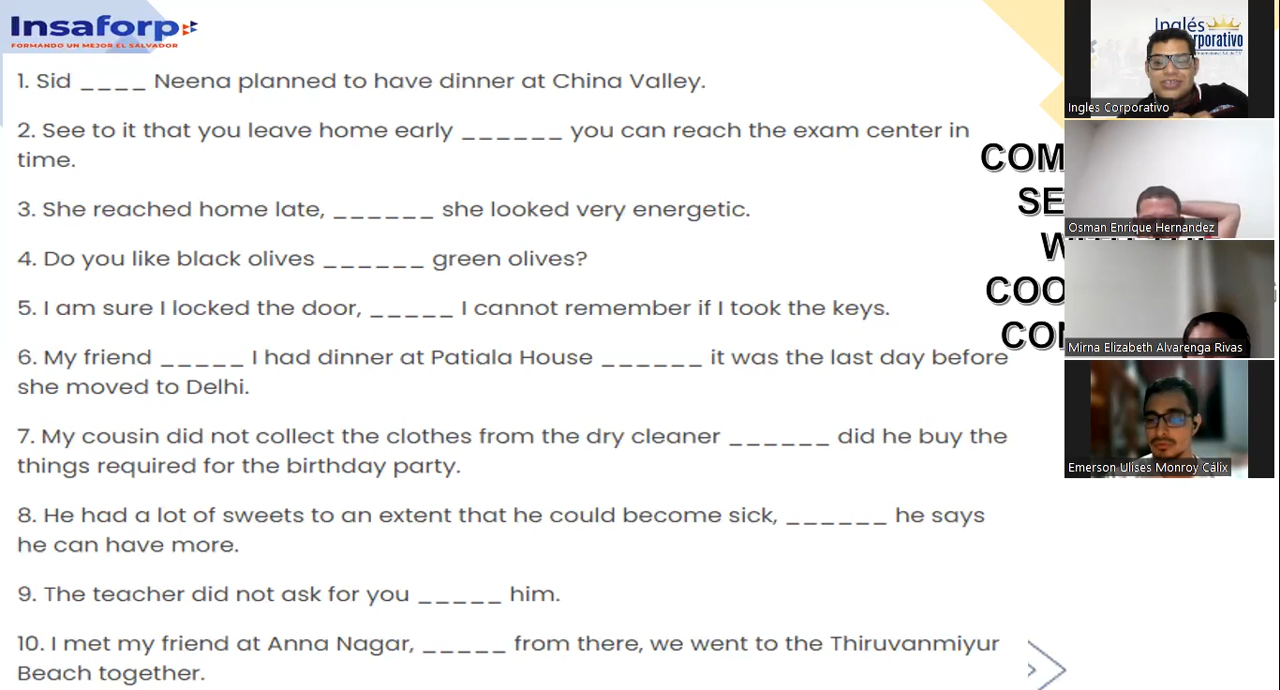 Insaforp
FORMANDO UN MEJOR EL SALVADOR
1. Sid ____ Neena planned to have dinner at China Valley.
2. See to it that you leave home early ______ you can reach the exam center in
time.
3. She reached home late, ______ she looked very energetic.
4. Do you like black olives ______ green olives?
5. I am sure I locked the door, _____ I cannot remember if I took the keys.
6. My friend _____ I had dinner at Patiala House ______ it was the last day before
she moved to Delhi.
7. My cousin did not collect the clothes from the dry cleaner ______ did he buy the
things required for the birthday party.
8. He had a lot of sweets to an extent that he could become sick, ______ he says
he can have more.
9. The teacher did not ask for you _____ him.
10. I met my friend at Anna Nagar, _____ from there, we went to the Thiruvanmiyur
Beach together.
COM
SE
COO
CON
Inglés
rporativo
Ingles Corporativo
Osman Enrique Hernandez
Mirna Elizabeth Alvarenga Rivas
Emerson Ulises Monroy Cálix